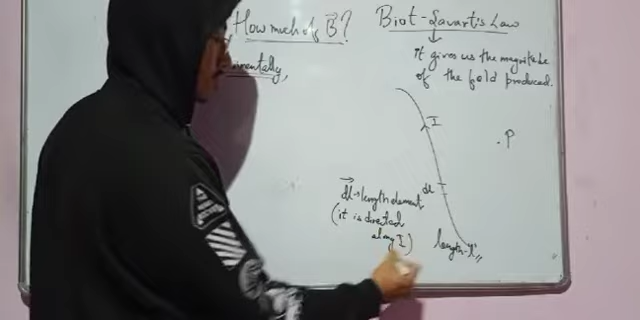 How much of B⃗?
Biot-Savart's Law
↓
it gives us the magnitude
of the field produced.
I
. P
dl
dl⃗ → length element
(it is directed
along I)
length-'l'